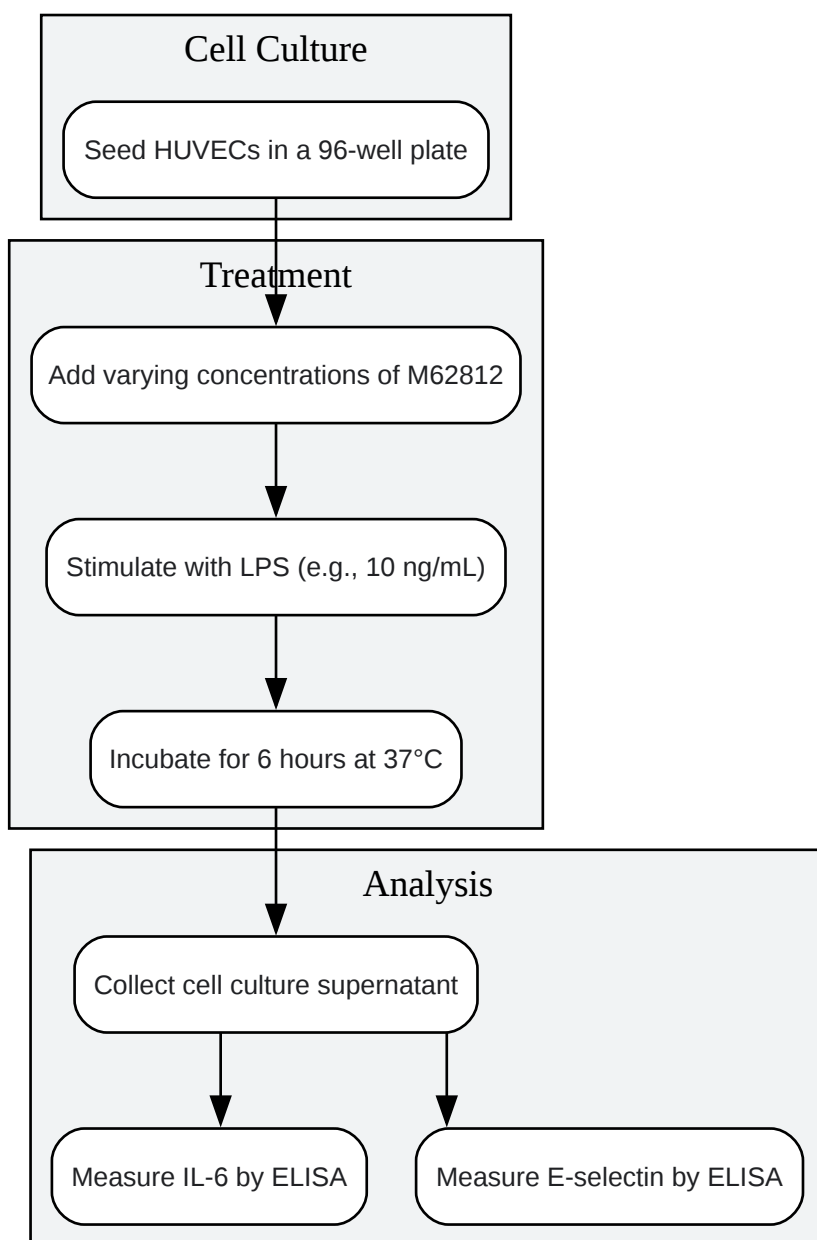 Cell Culture
Seed HUVECs in a 96-well plate
Treatment
Add varying concentrations of M62812
Stimulate with LPS (e.g., 10 ng/mL)
Incubate for 6 hours at 37°C
Analysis
Collect cell culture supernatant
Measure IL-6 by ELISA
Measure E-selectin by ELISA